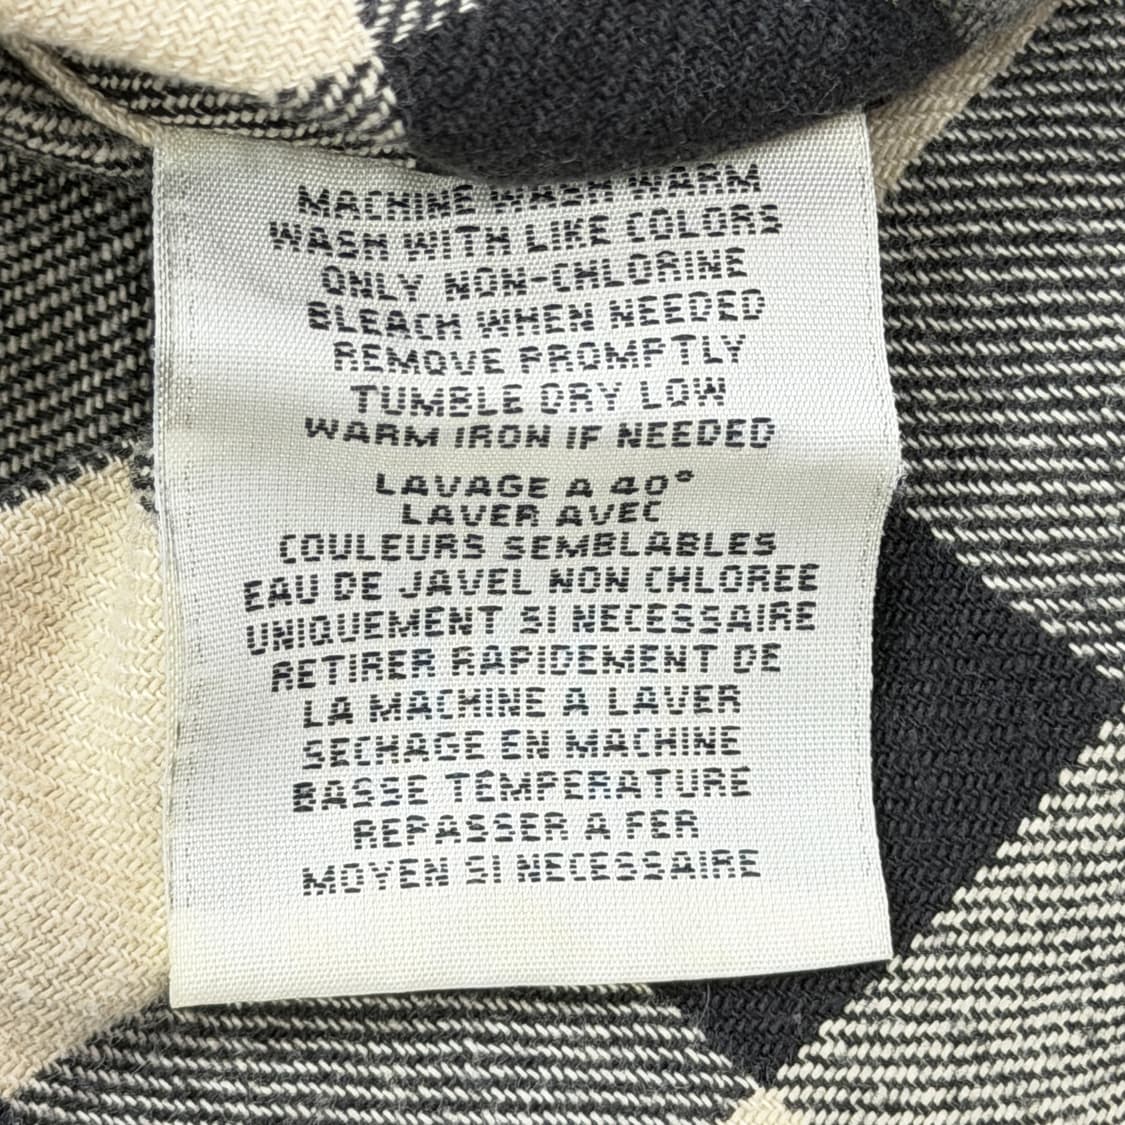 MACHINE WASH WARM
WASH WITH LIKE COLORS
ONLY NON-CHLORINE
BLEACH WHEN NEEDED
REMOVE PROMPTLY
TUMBLE DRY LOW
WARM IRON IF NEEDED
LAVAGE A 40°
LAVER AVEC
COULEURS SEMBLABLES
EAU DE JAVEL NON CHLOREE
UNIQUEMENT SI NECESSAIRE
RETIRER RAPIDEMENT DE
LA MACHINE A LAVER
SECHAGE EN MACHINE
BASSE TEMPERATURE
REPASSER A FER
MOYEN SI NECESSAIRE